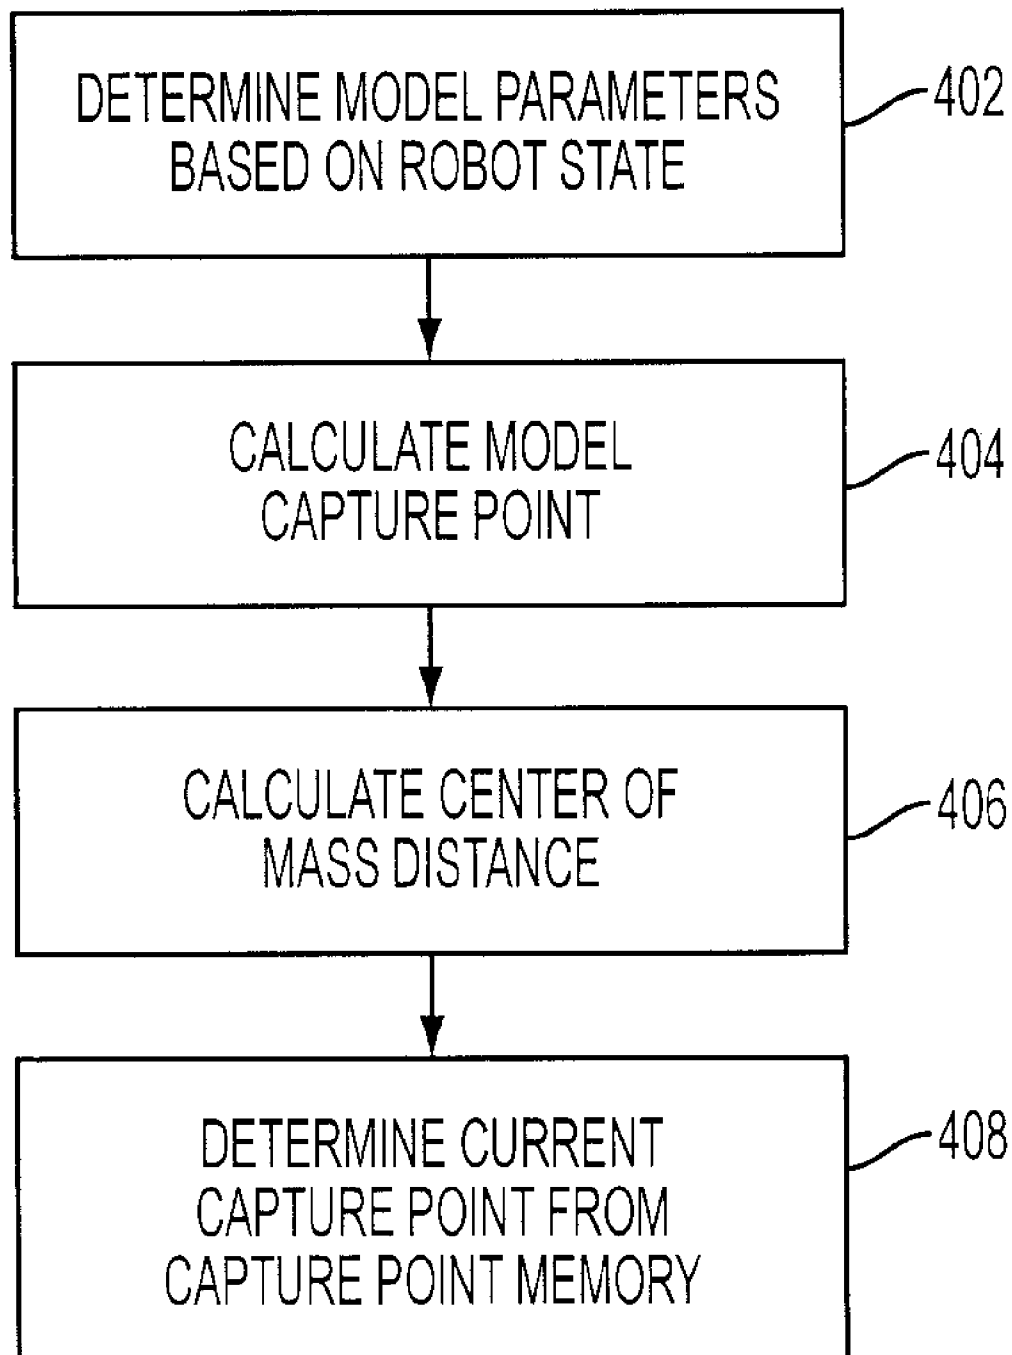 DETERMINE MODEL PARAMETERS
BASED ON ROBOT STATE
402
CALCULATE MODEL
CAPTURE POINT
404
CALCULATE CENTER OF
MASS DISTANCE
406
DETERMINE CURRENT
CAPTURE POINT FROM
CAPTURE POINT MEMORY
408